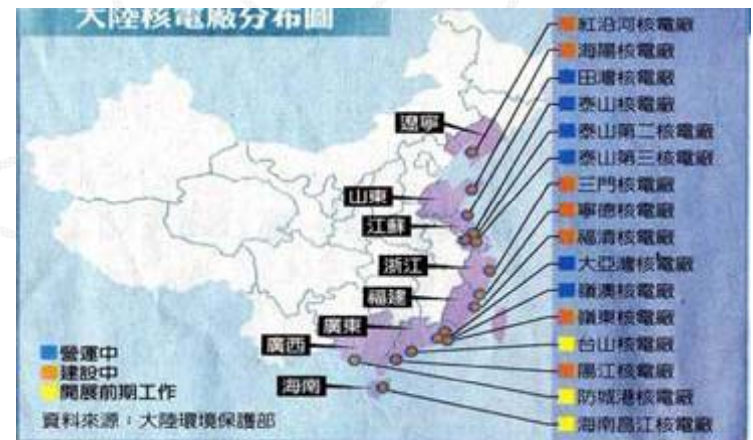 大陸核電廠分布圖
紅沿河核電廠
海陽核電廠
田灣核電廠
泰山核電廠
泰山第二核電廠
泰山第三核電廠
三門核電廠
寧德核電廠
福清核電廠
大亞灣核電廠
嶺澳核電廠
嶺東核電廠
台山核電廠
陽江核電廠
防城港核電廠
海南昌江核電廠
遼寧
山東
江蘇
浙江
福建
廣東
廣西
海南
營運中
建設中
開展前期工作
資料來源：大陸環境保護部